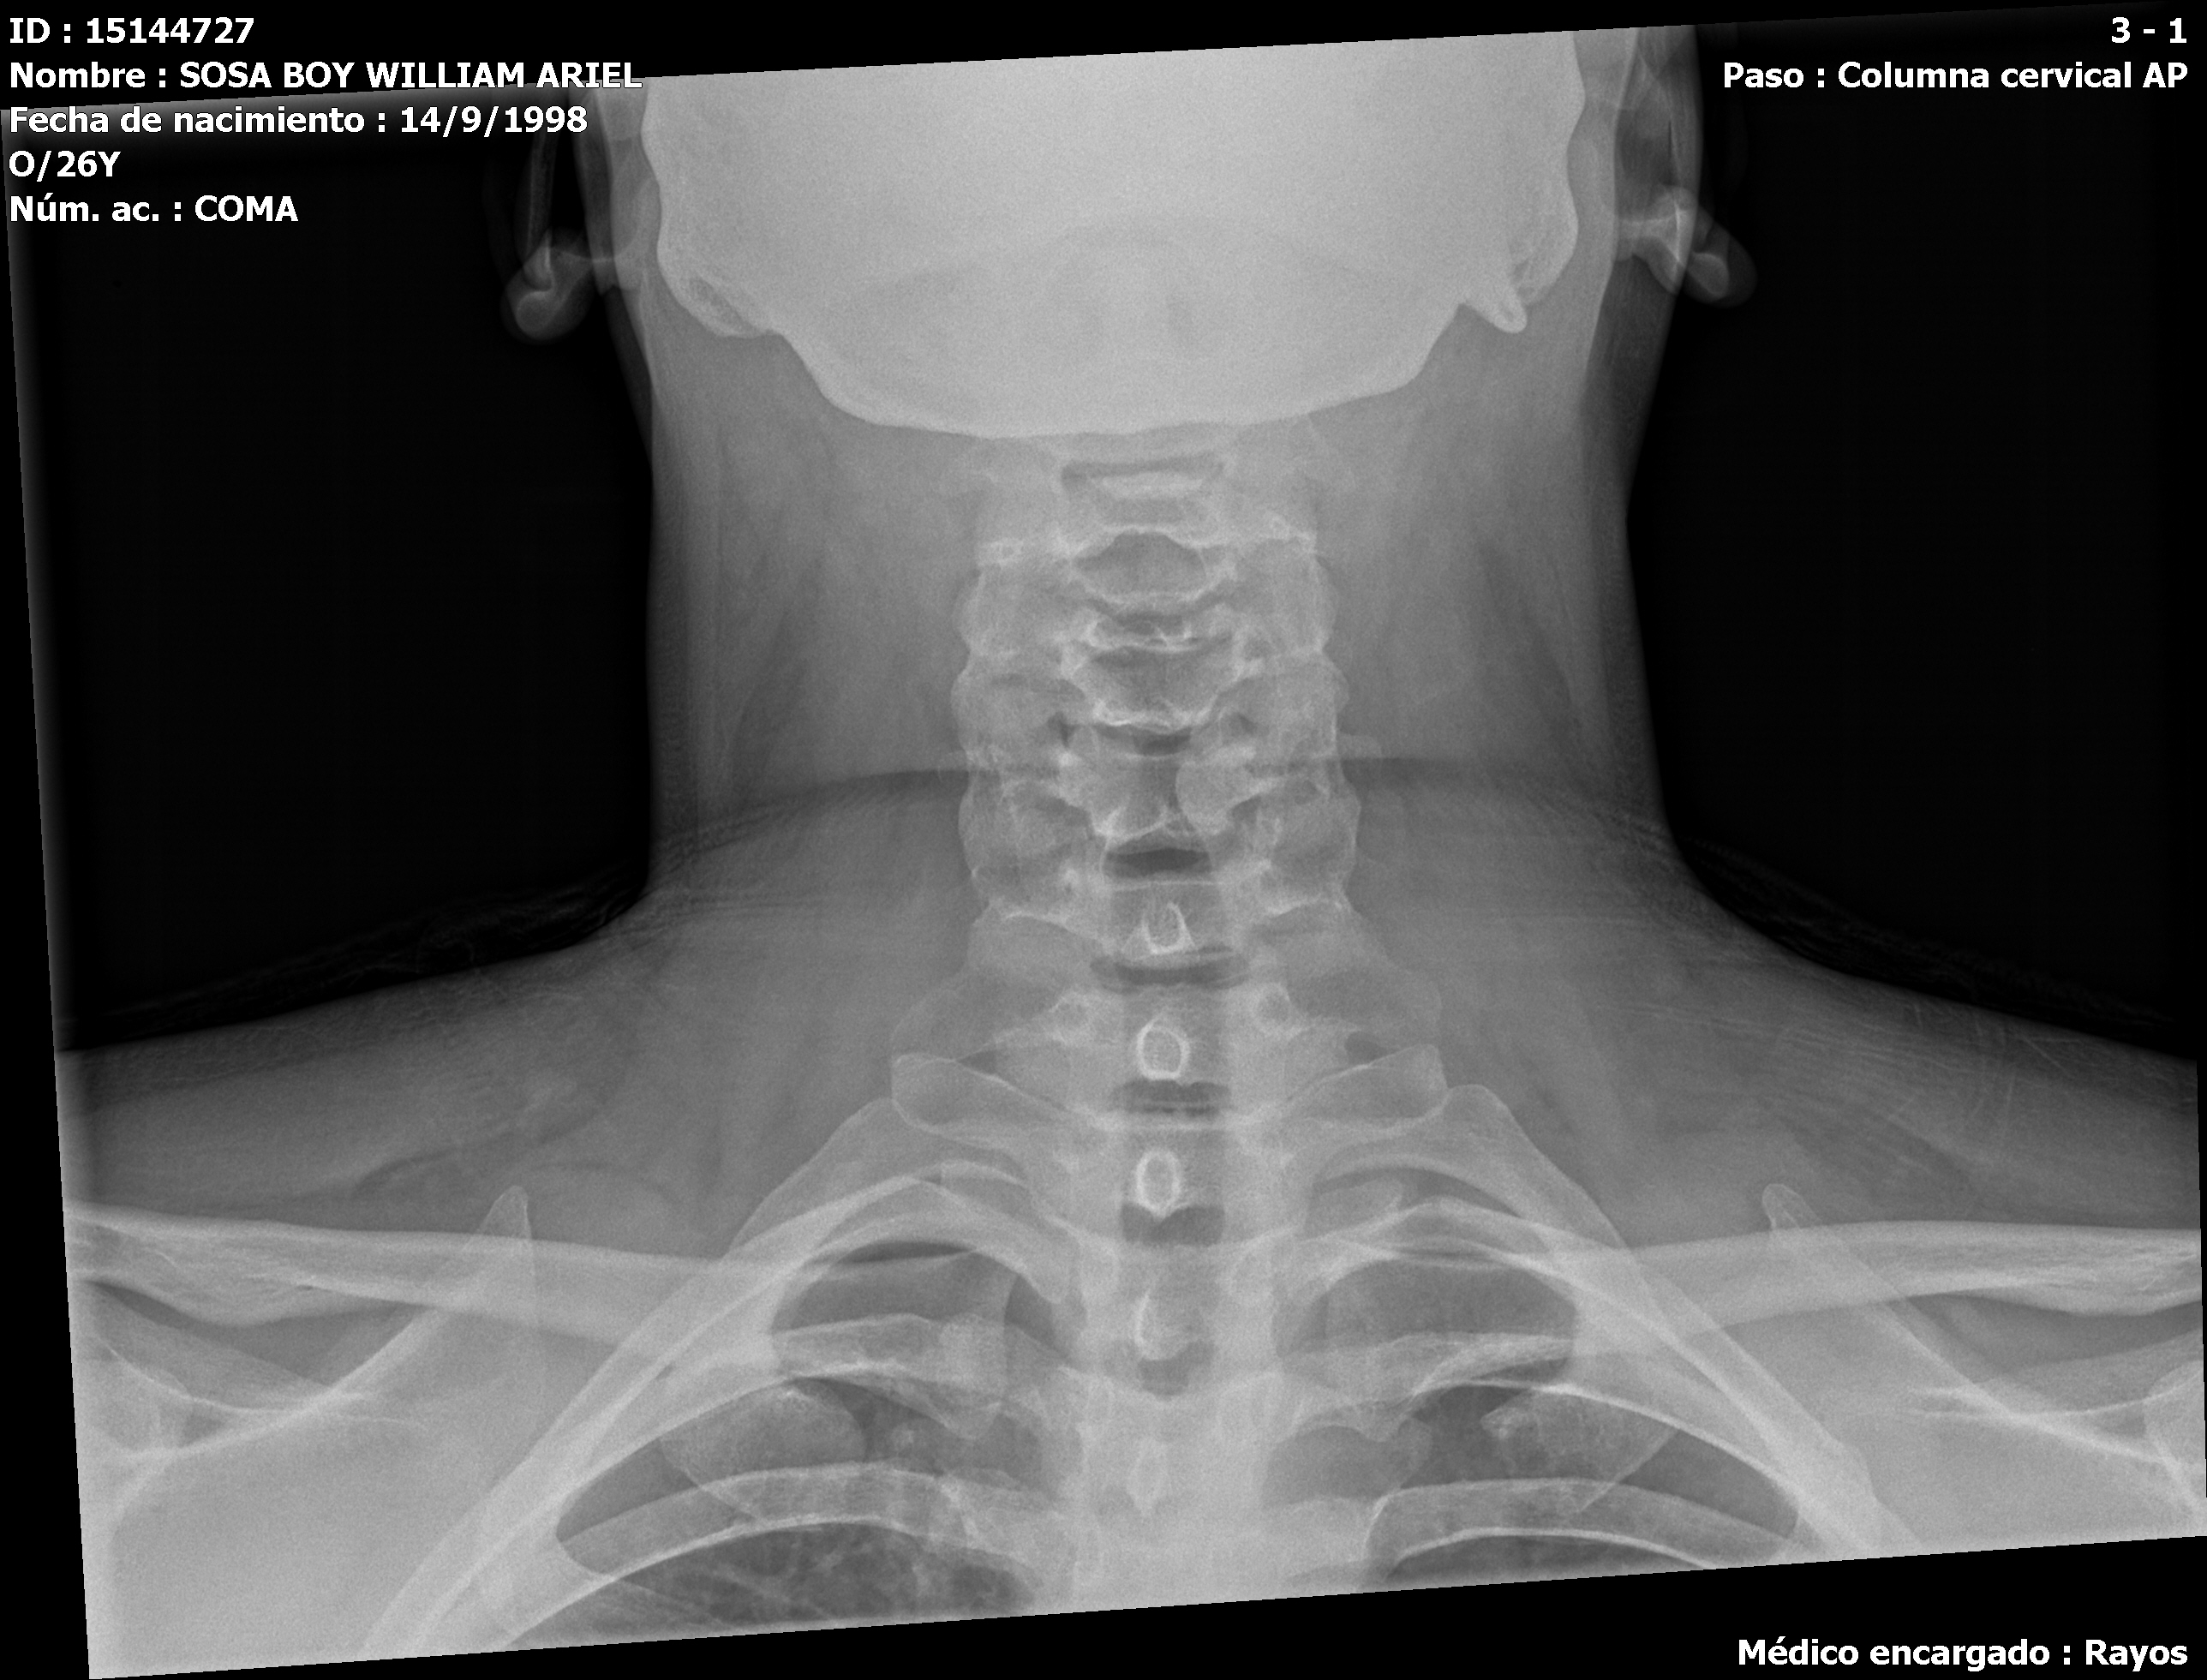 ID : 15144727
Nombre : SOSA BOY WILLIAM ARIEL
Fecha de nacimiento : 14/9/1998
O/26Y
Núm. ac. : COMA
3 - 1
Paso : Columna cervical AP
Médico encargado : Rayos